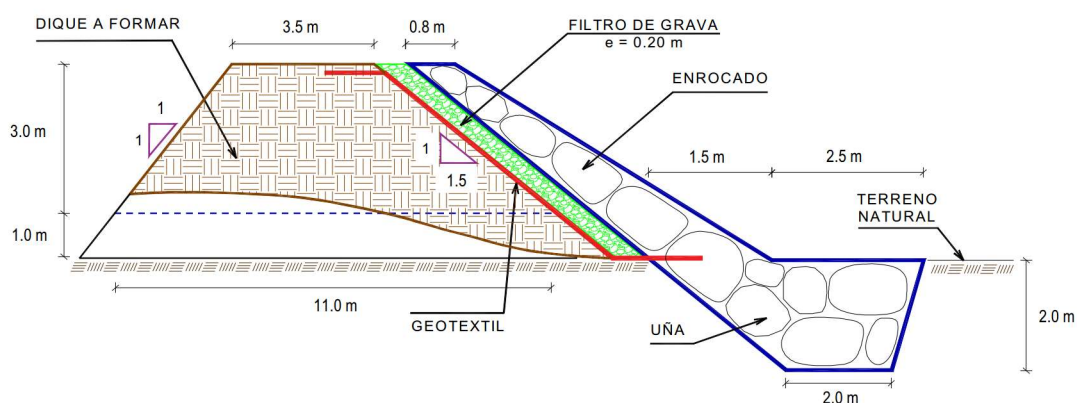 DIQUE A FORMAR
3.5 m
0.8 m
FILTRO DE GRAVA
e = 0.20 m
ENROCADO
3.0 m
1
1
1
1.5
1.5 m
2.5 m
TERRENO
NATURAL
1.0 m
11.0 m
GEOTEXTIL
UÑA
2.0 m
2.0 m